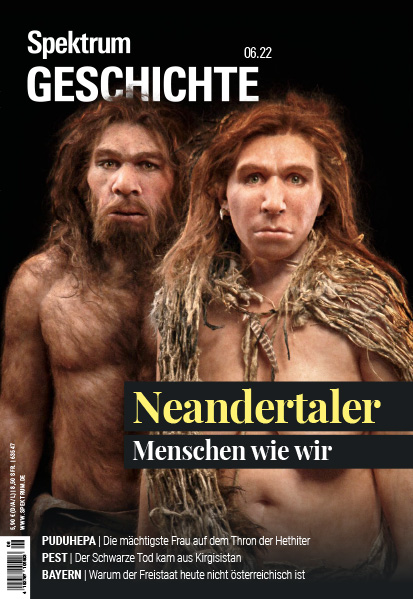 Spektrum
06.22
GESCHICHTE
Neandertaler
Menschen wie wir
PUDUHEPA | Die mächtigste Frau auf dem Thron der Hethiter
PEST | Der Schwarze Tod kam aus Kirgisistan
BAYERN | Warum der Freistaat heute nicht österreichisch ist
WWW.SPEKTRUM.DE